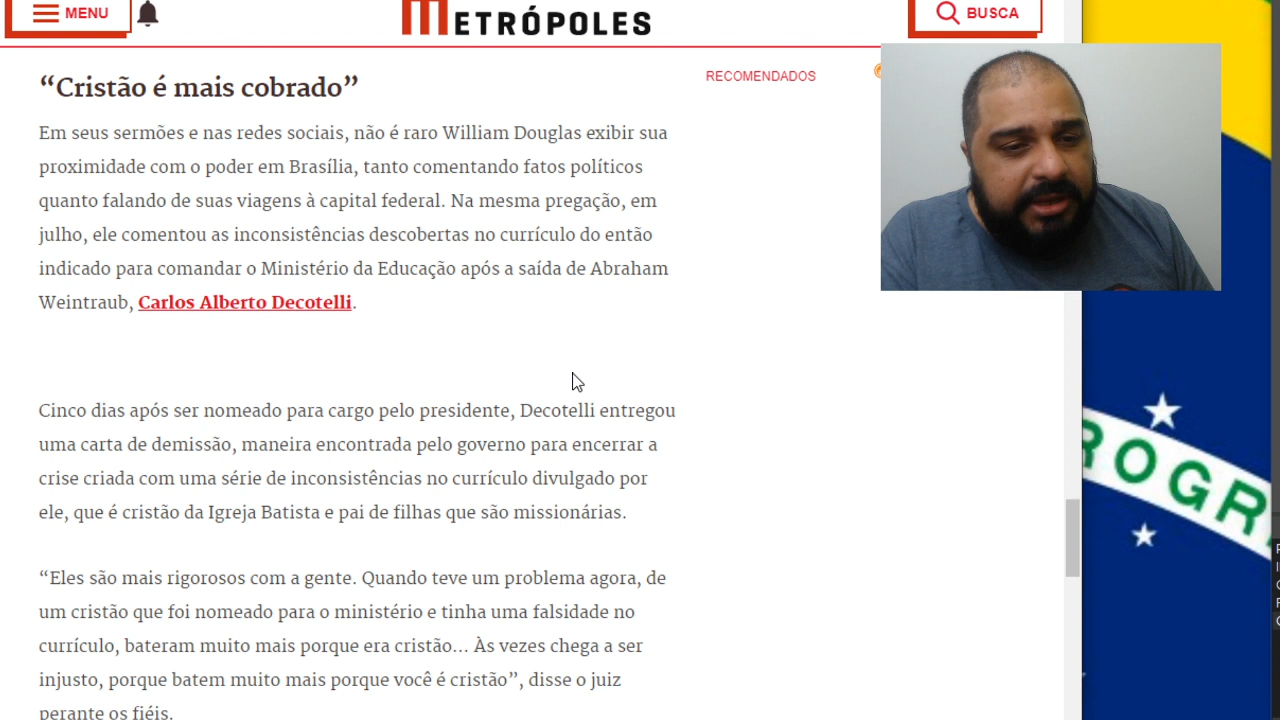 MENU
METRÓPOLES
BUSCA
“Cristão é mais cobrado”
RECOMENDADOS
Em seus sermões e nas redes sociais, não é raro William Douglas exibir sua
proximidade com o poder em Brasília, tanto comentando fatos políticos
quanto falando de suas viagens à capital federal. Na mesma pregação, em
julho, ele comentou as inconsistências descobertas no currículo do então
indicado para comandar o Ministério da Educação após a saída de Abraham
Weintraub, Carlos Alberto Decotelli.
Cinco dias após ser nomeado para cargo pelo presidente, Decotelli entregou
uma carta de demissão, maneira encontrada pelo governo para encerrar a
crise criada com uma série de inconsistências no currículo divulgado por
ele, que é cristão da Igreja Batista e pai de filhas que são missionárias.
“Eles são mais rigorosos com a gente. Quando teve um problema agora, de
um cristão que foi nomeado para o ministério e tinha uma falsidade no
currículo, bateram muito mais porque era cristão… Às vezes chega a ser
injusto, porque batem muito mais porque você é cristão”, disse o juiz
perante os fiéis.
ROGR